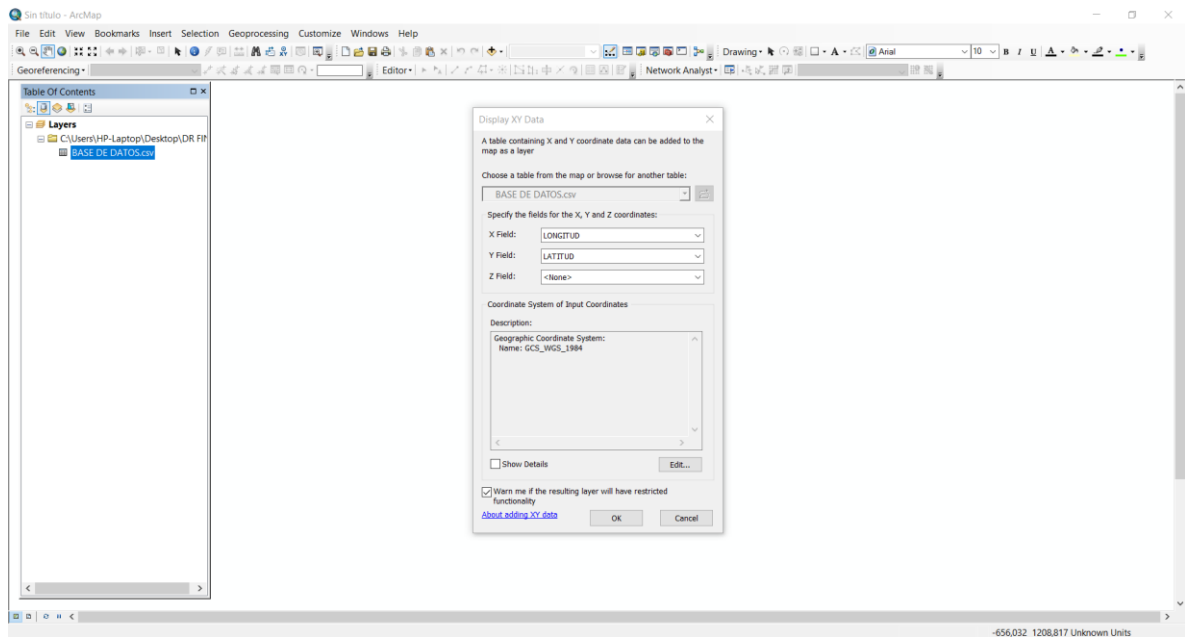 Sin título - ArcMap
File Edit View Bookmarks Insert Selection Geoprocessing Customize Windows Help
Drawing Arial 10 B I U A
Georeferencing Editor Network Analyst
Table Of Contents
Layers
C:\Users\HP-Laptop\Desktop\DR FIN
BASE DE DATOS.csv
Display XY Data
A table containing X and Y coordinate data can be added to the
map as a layer
Choose a table from the map or browse for another table:
BASE DE DATOS.csv
Specify the fields for the X, Y and Z coordinates:
X Field: LONGITUD
Y Field: LATITUD
Z Field: <None>
Coordinate System of Input Coordinates
Description:
Geographic Coordinate System:
Name: GCS_WGS_1984
Show Details
Edit...
Warn me if the resulting layer will have restricted
functionality
About adding XY data
OK
Cancel
-656,032 1208,817 Unknown Units